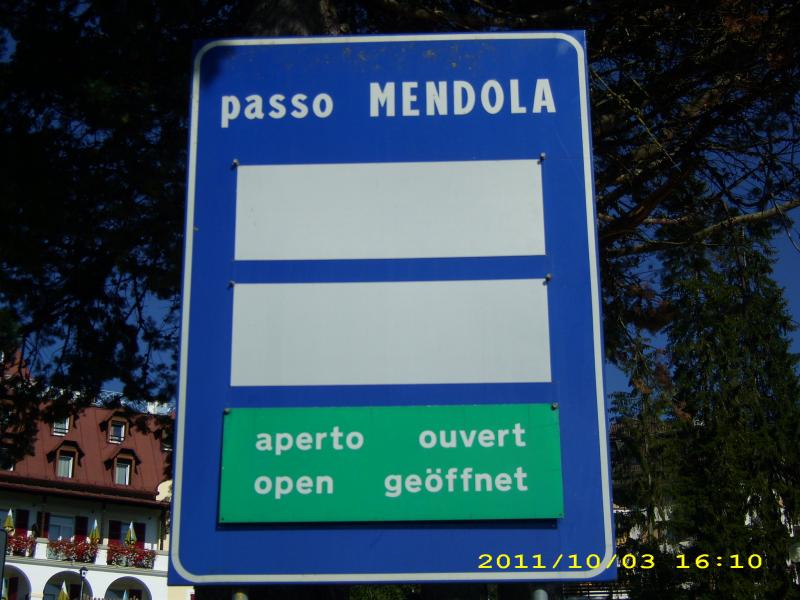 passo MENDOLA
aperto ouvert
open geöffnet
2011/10/03 16:10